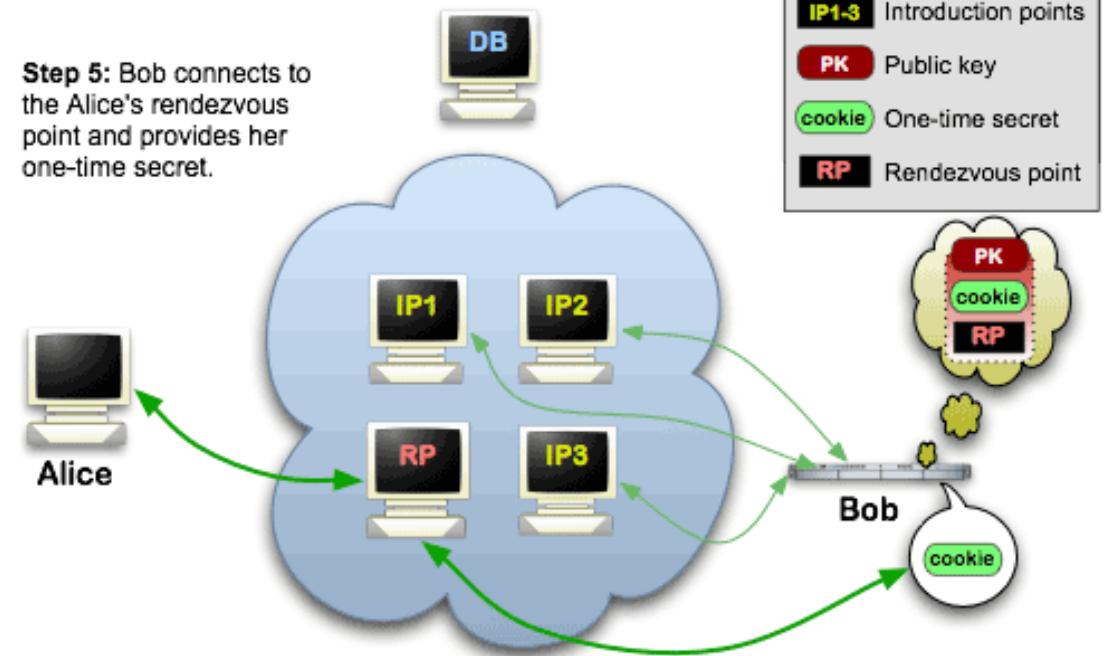 DB
Step 5: Bob connects to
the Alice's rendezvous
point and provides her
one-time secret.
IP1-3 Introduction points
PK Public key
cookie One-time secret
RP Rendezvous point
PK
cookie
RP
IP1
IP2
RP
IP3
Alice
Bob
cookie